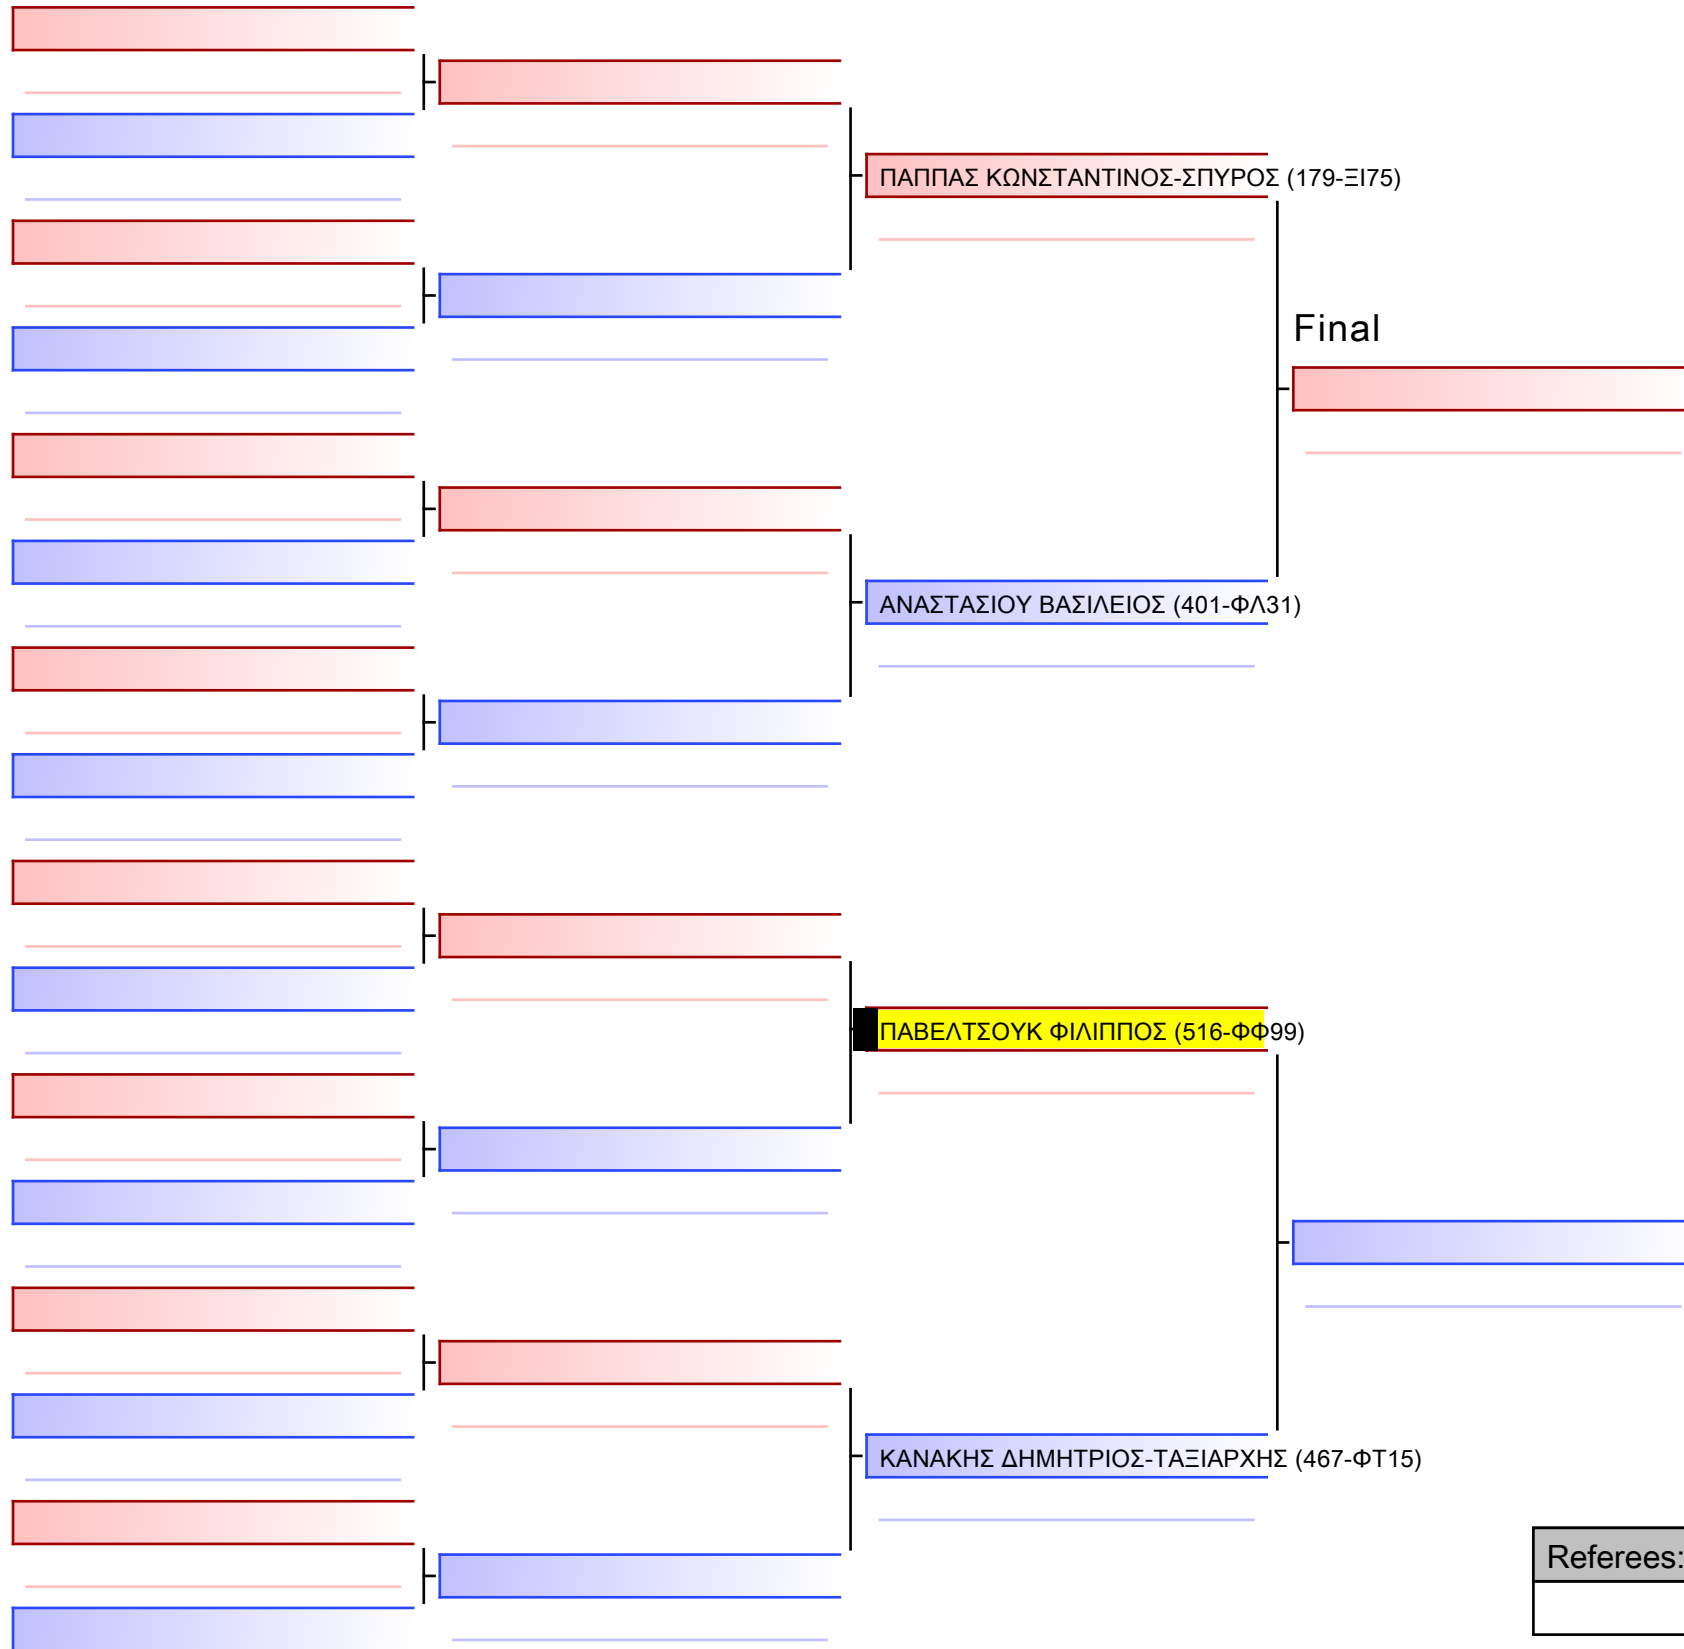 ΠΑΠΠΑΣ ΚΩΝΣΤΑΝΤΙΝΟΣ-ΣΠΥΡΟΣ (179-ΞΙ75)
Final
ΑΝΑΣΤΑΣΙΟΥ ΒΑΣΙΛΕΙΟΣ (401-ΦΛ31)
ΠΑΒΕΛΤΣΟΥΚ ΦΙΛΙΠΠΟΣ (516-ΦΦ99)
ΚΑΝΑΚΗΣ ΔΗΜΗΤΡΙΟΣ-ΤΑΞΙΑΡΧΗΣ (467-ΦΤ15)
Referees: